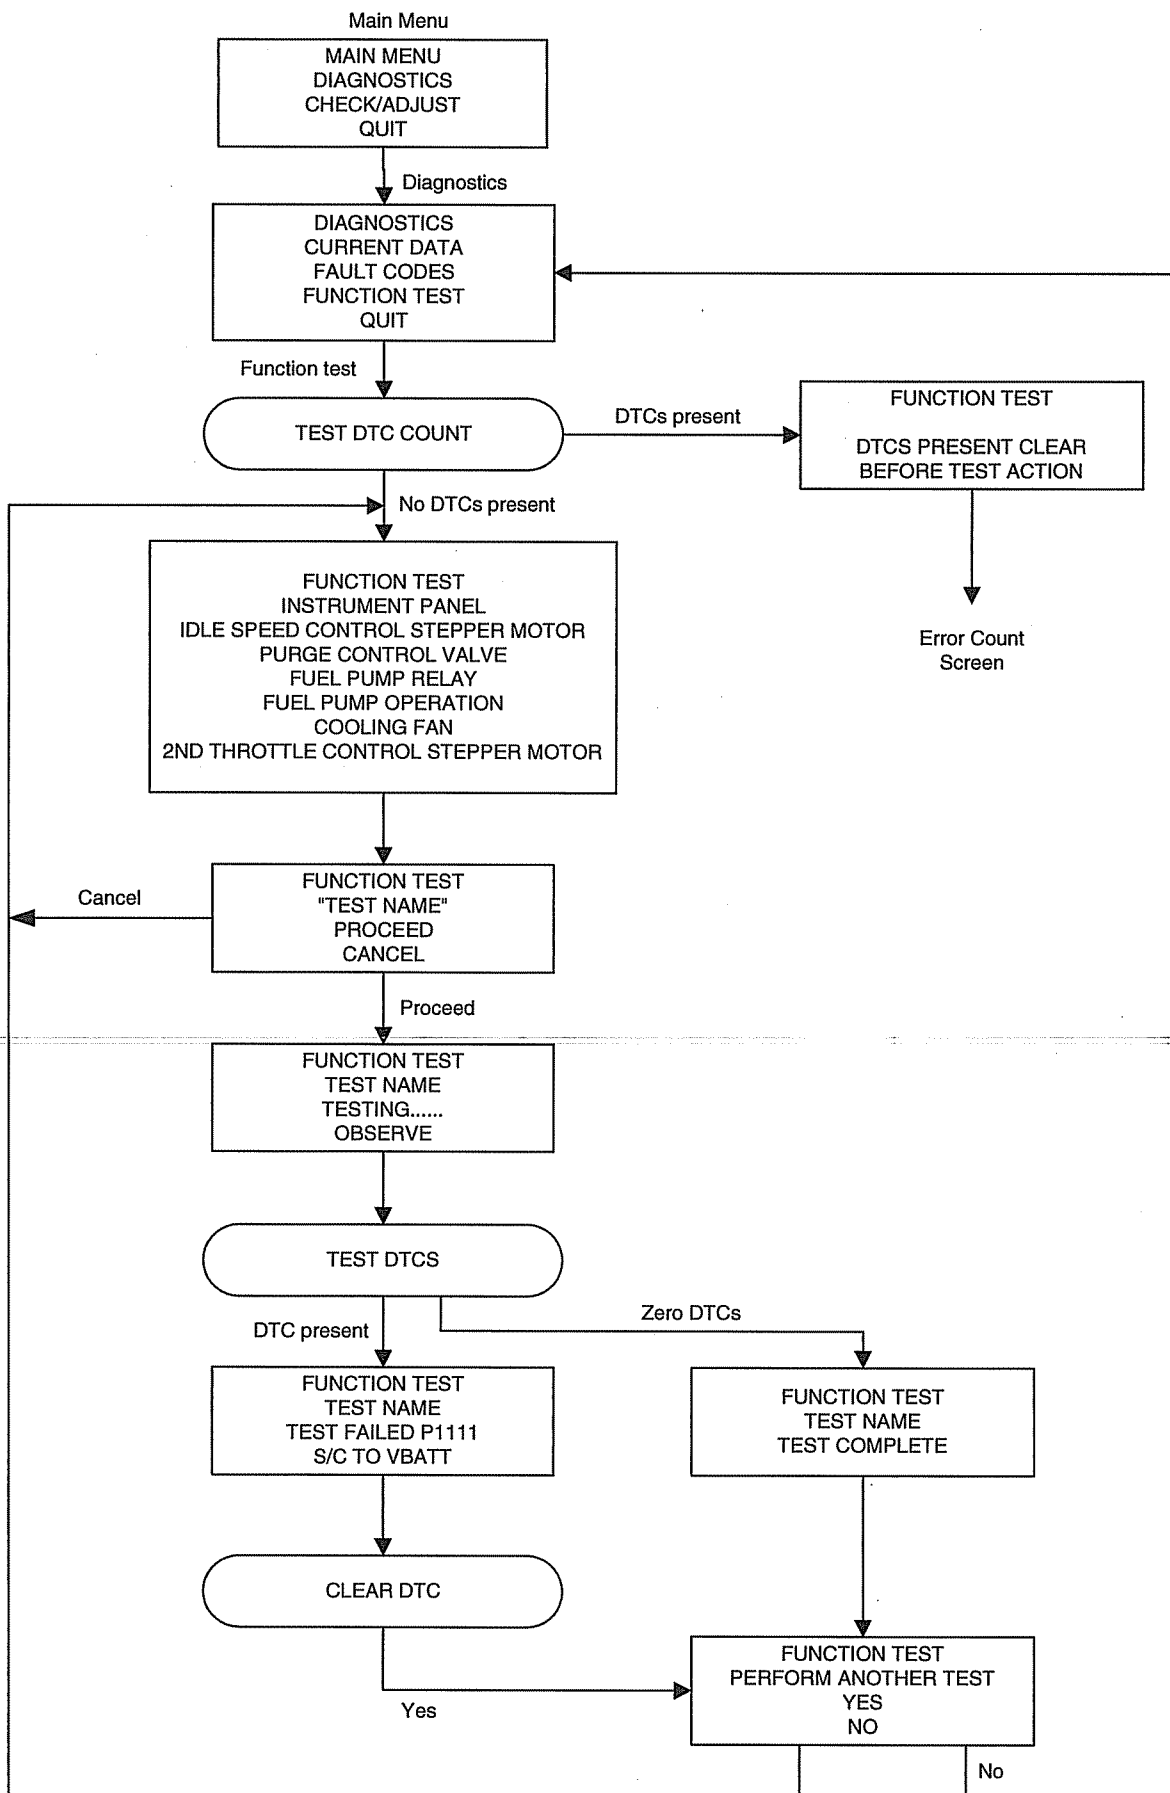 Main Menu
MAIN MENU
DIAGNOSTICS
CHECK/ADJUST
QUIT
Diagnostics
DIAGNOSTICS
CURRENT DATA
FAULT CODES
FUNCTION TEST
QUIT
Function test
TEST DTC COUNT
DTCs present
FUNCTION TEST
DTCS PRESENT CLEAR
BEFORE TEST ACTION
Error Count
Screen
No DTCs present
FUNCTION TEST
INSTRUMENT PANEL
IDLE SPEED CONTROL STEPPER MOTOR
PURGE CONTROL VALVE
FUEL PUMP RELAY
FUEL PUMP OPERATION
COOLING FAN
2ND THROTTLE CONTROL STEPPER MOTOR
FUNCTION TEST
"TEST NAME"
PROCEED
CANCEL
Cancel
Proceed
FUNCTION TEST
TEST NAME
TESTING......
OBSERVE
TEST DTCS
DTC present
Zero DTCs
FUNCTION TEST
TEST NAME
TEST FAILED P1111
S/C TO VBATT
FUNCTION TEST
TEST NAME
TEST COMPLETE
CLEAR DTC
Yes
FUNCTION TEST
PERFORM ANOTHER TEST
YES
NO
No